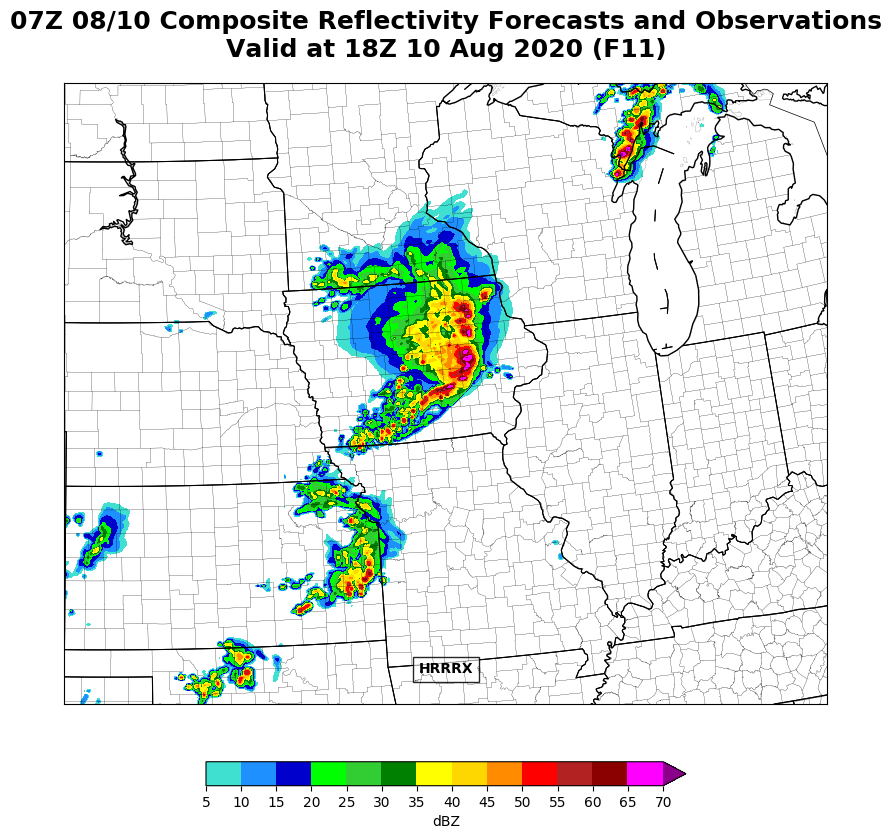 07Z 08/10 Composite Reflectivity Forecasts and Observations
Valid at 18Z 10 Aug 2020 (F11)
HRRRX
5 10 15 20 25 30 35 40 45 50 55 60 65 70
dBZ